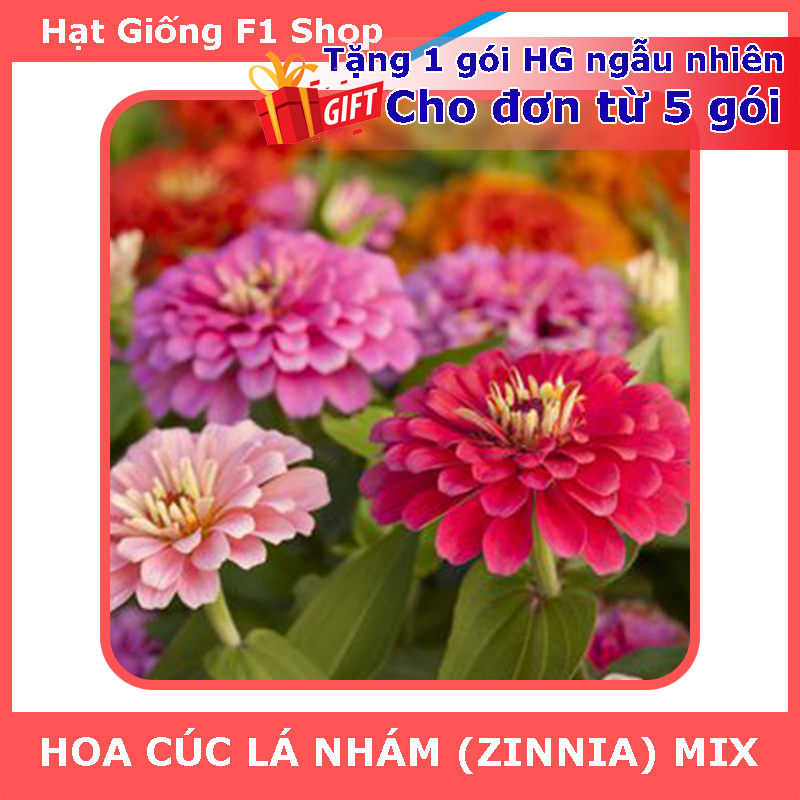 Hạt Giống F1 Shop
Tặng 1 gói HG ngẫu nhiên
GIFT
Cho đơn từ 5 gói
HOA CÚC LÁ NHÁM (ZINNIA) MIX